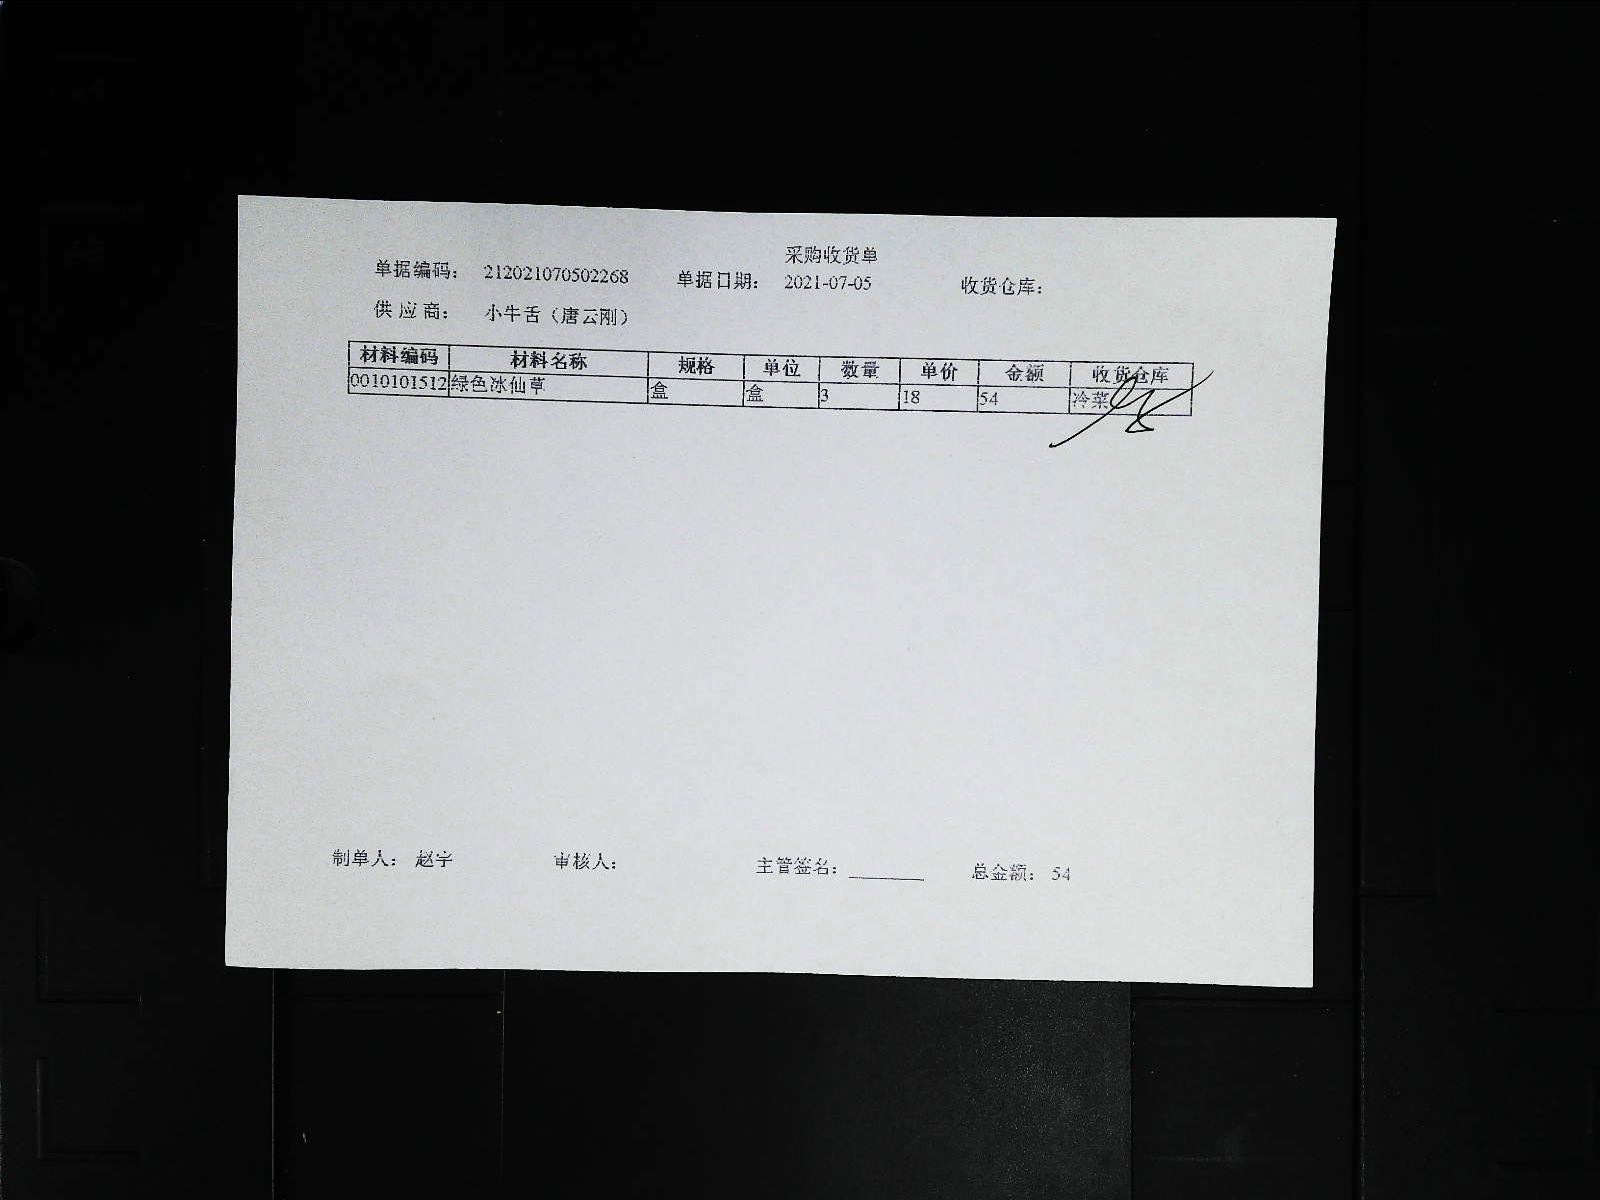 采购收货单
单据编码： 212021070502268 单据日期： 2021-07-05 收货仓库：
供 应 商： 小牛舌（唐云刚）
材料编码 材料名称 规格 单位 数量 单价 金额 收货仓库
0010101512 绿色冰仙草 盒 盒 3 18 54 冷菜
制单人： 赵宇 审核人： 主管签名： 总金额： 54